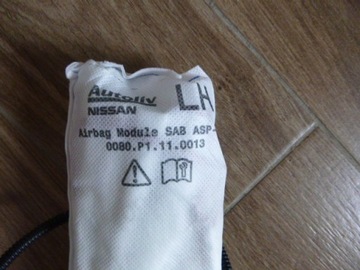 Autoliv LH
NISSAN
Airbag Module SAB ASP-
0080.P1.11.0013